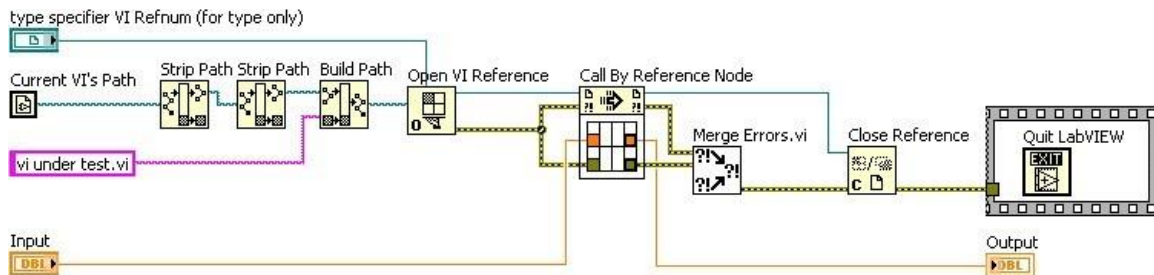 type specifier VI Refnum (for type only)
Current VI's Path
Strip Path
Strip Path
Build Path
Open VI Reference
O
Call By Reference Node
?!
?!
vi under test.vi
Merge Errors.vi
?!
?!
?!
Close Reference
C
Quit LabVIEW
EXIT
Input
DBL
Output
DBL